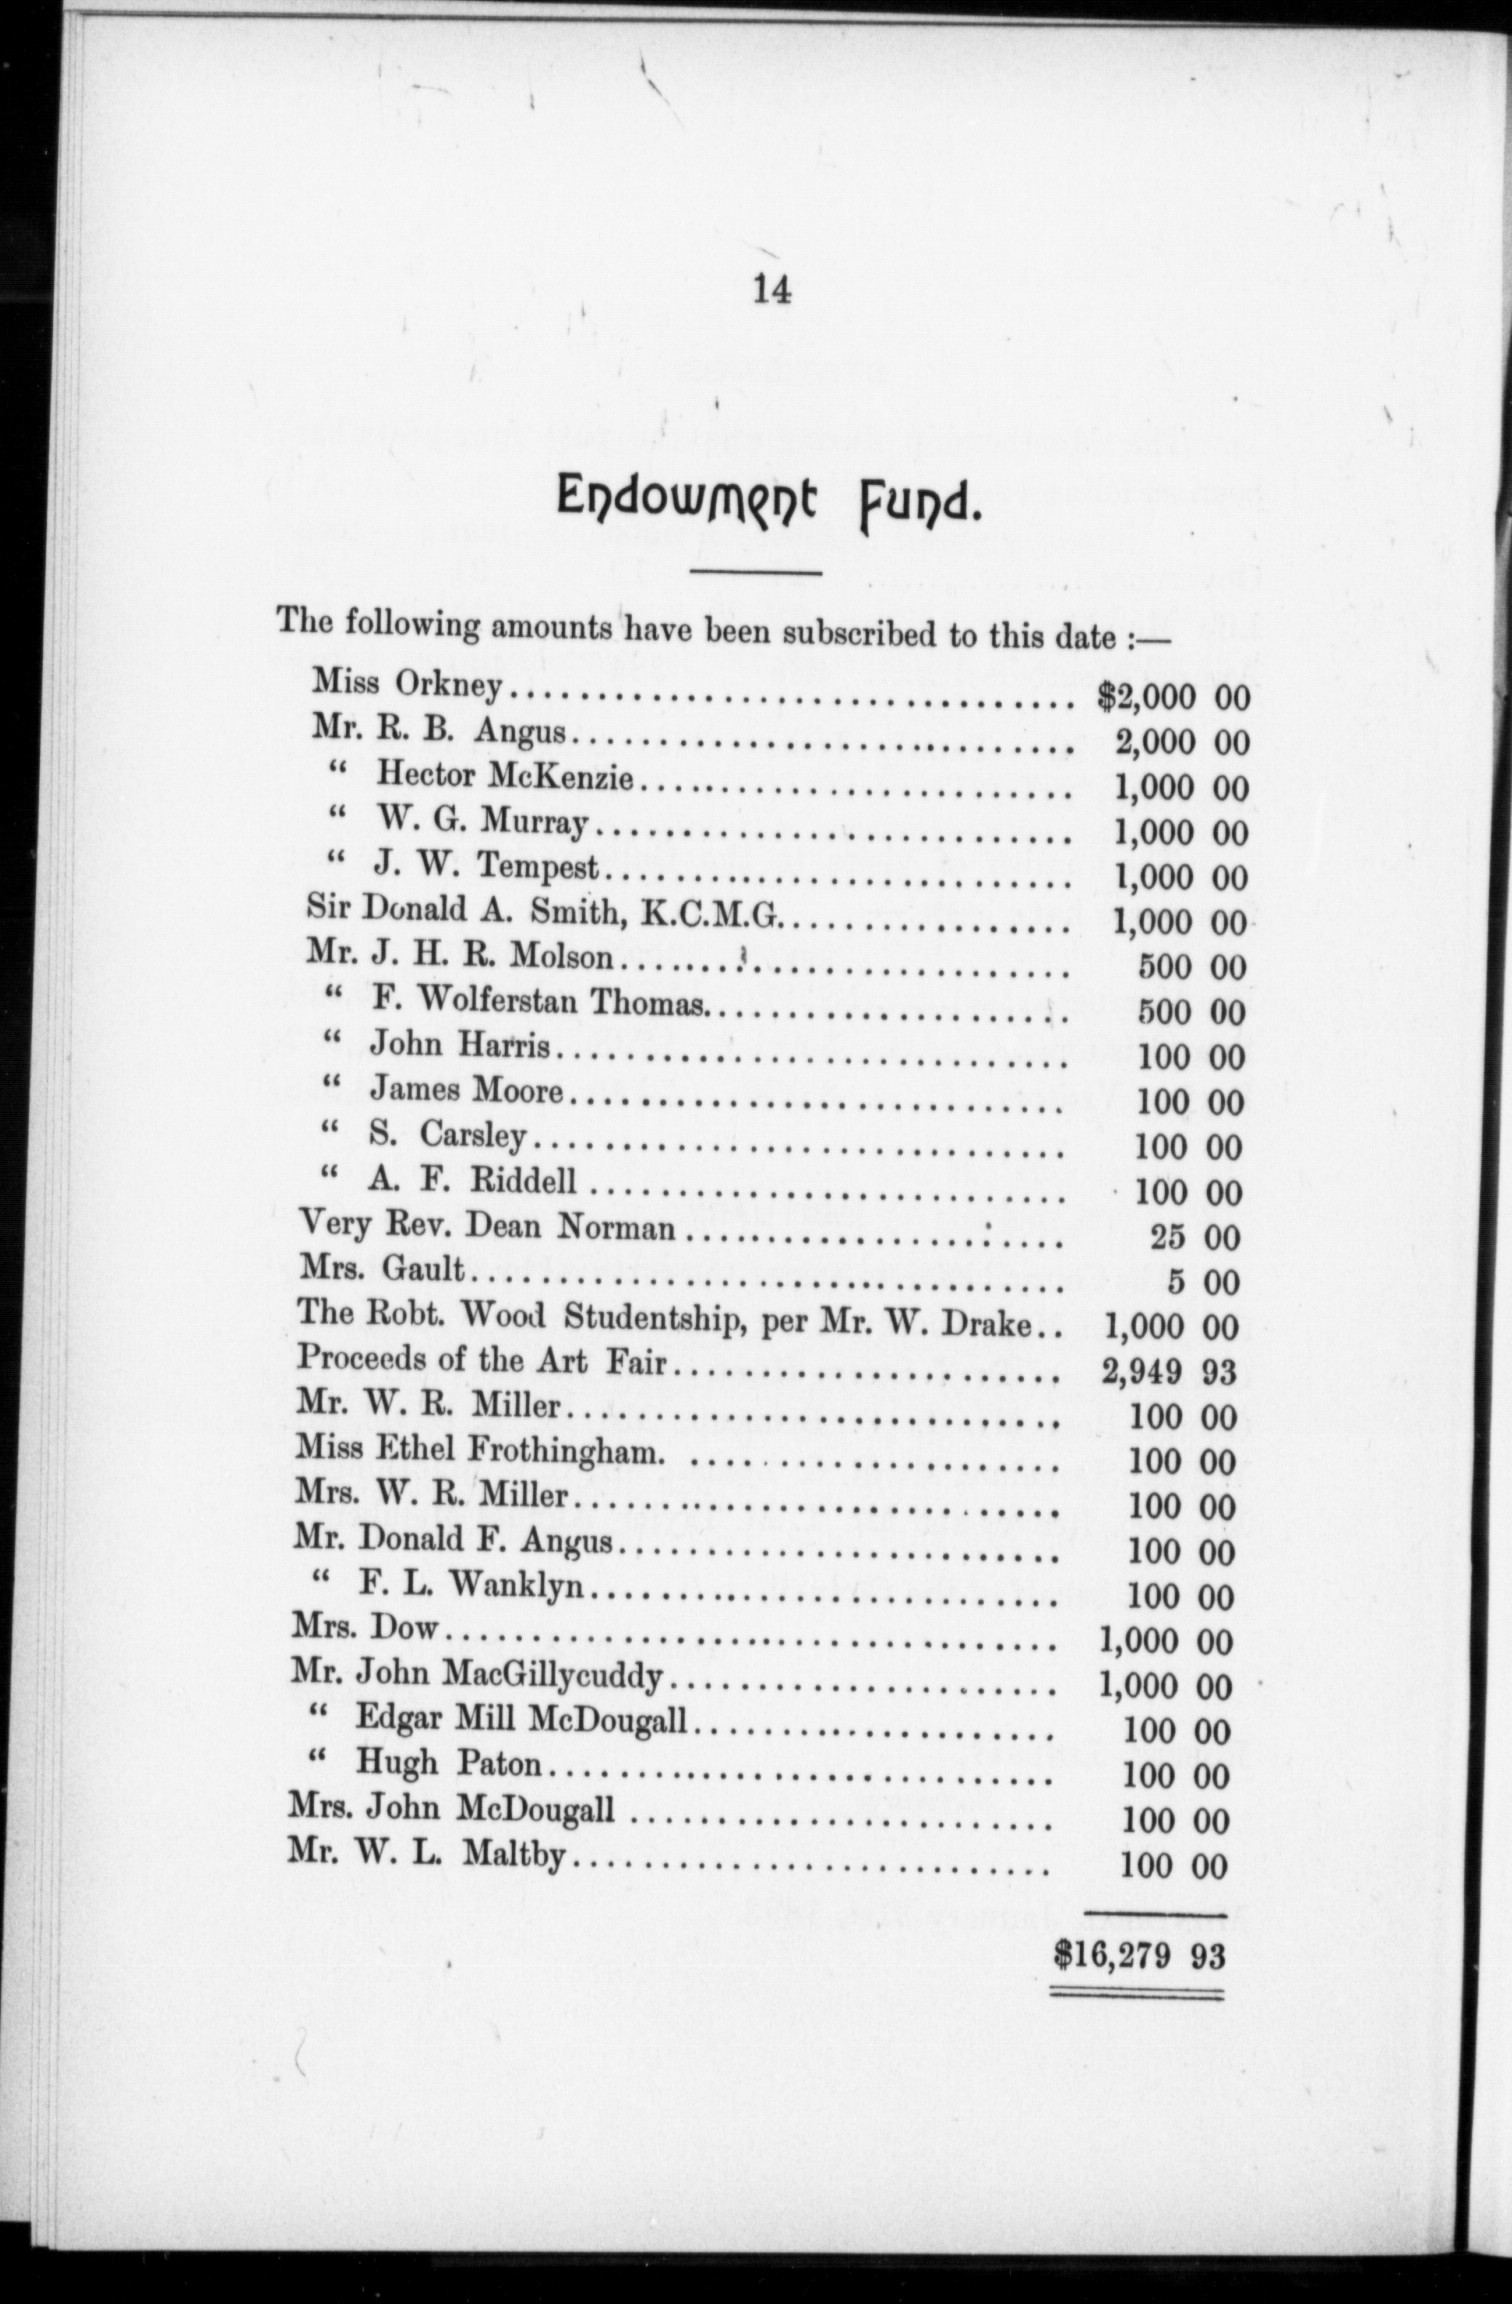 14
Endowment Fund.
The following amounts have been subscribed to this date :—
Miss Orkney.................................. $2,000 00
Mr. R. B. Angus.............................. 2,000 00
“ Hector McKenzie.......................... 1,000 00
“ W. G. Murray............................. 1,000 00
“ J. W. Tempest............................ 1,000 00
Sir Donald A. Smith, K.C.M.G.................. 1,000 00
Mr. J. H. R. Molson........................... 500 00
“ F. Wolferstan Thomas..................... 500 00
“ John Harris.............................. 100 00
“ James Moore.............................. 100 00
“ S. Carsley............................... 100 00
“ A. F. Riddell ........................... 100 00
Very Rev. Dean Norman ...................... 25 00
Mrs. Gault................................... 5 00
The Robt. Wood Studentship, per Mr. W. Drake.. 1,000 00
Proceeds of the Art Fair....................... 2,949 93
Mr. W. R. Miller............................. 100 00
Miss Ethel Frothingham. ..................... 100 00
Mrs. W. R. Miller............................ 100 00
Mr. Donald F. Angus.......................... 100 00
“ F. L. Wanklyn............................ 100 00
Mrs. Dow.................................... 1,000 00
Mr. John MacGillycuddy....................... 1,000 00
“ Edgar Mill McDougall..................... 100 00
“ Hugh Paton............................... 100 00
Mrs. John McDougall ......................... 100 00
Mr. W. L. Maltby............................. 100 00
$16,279 93